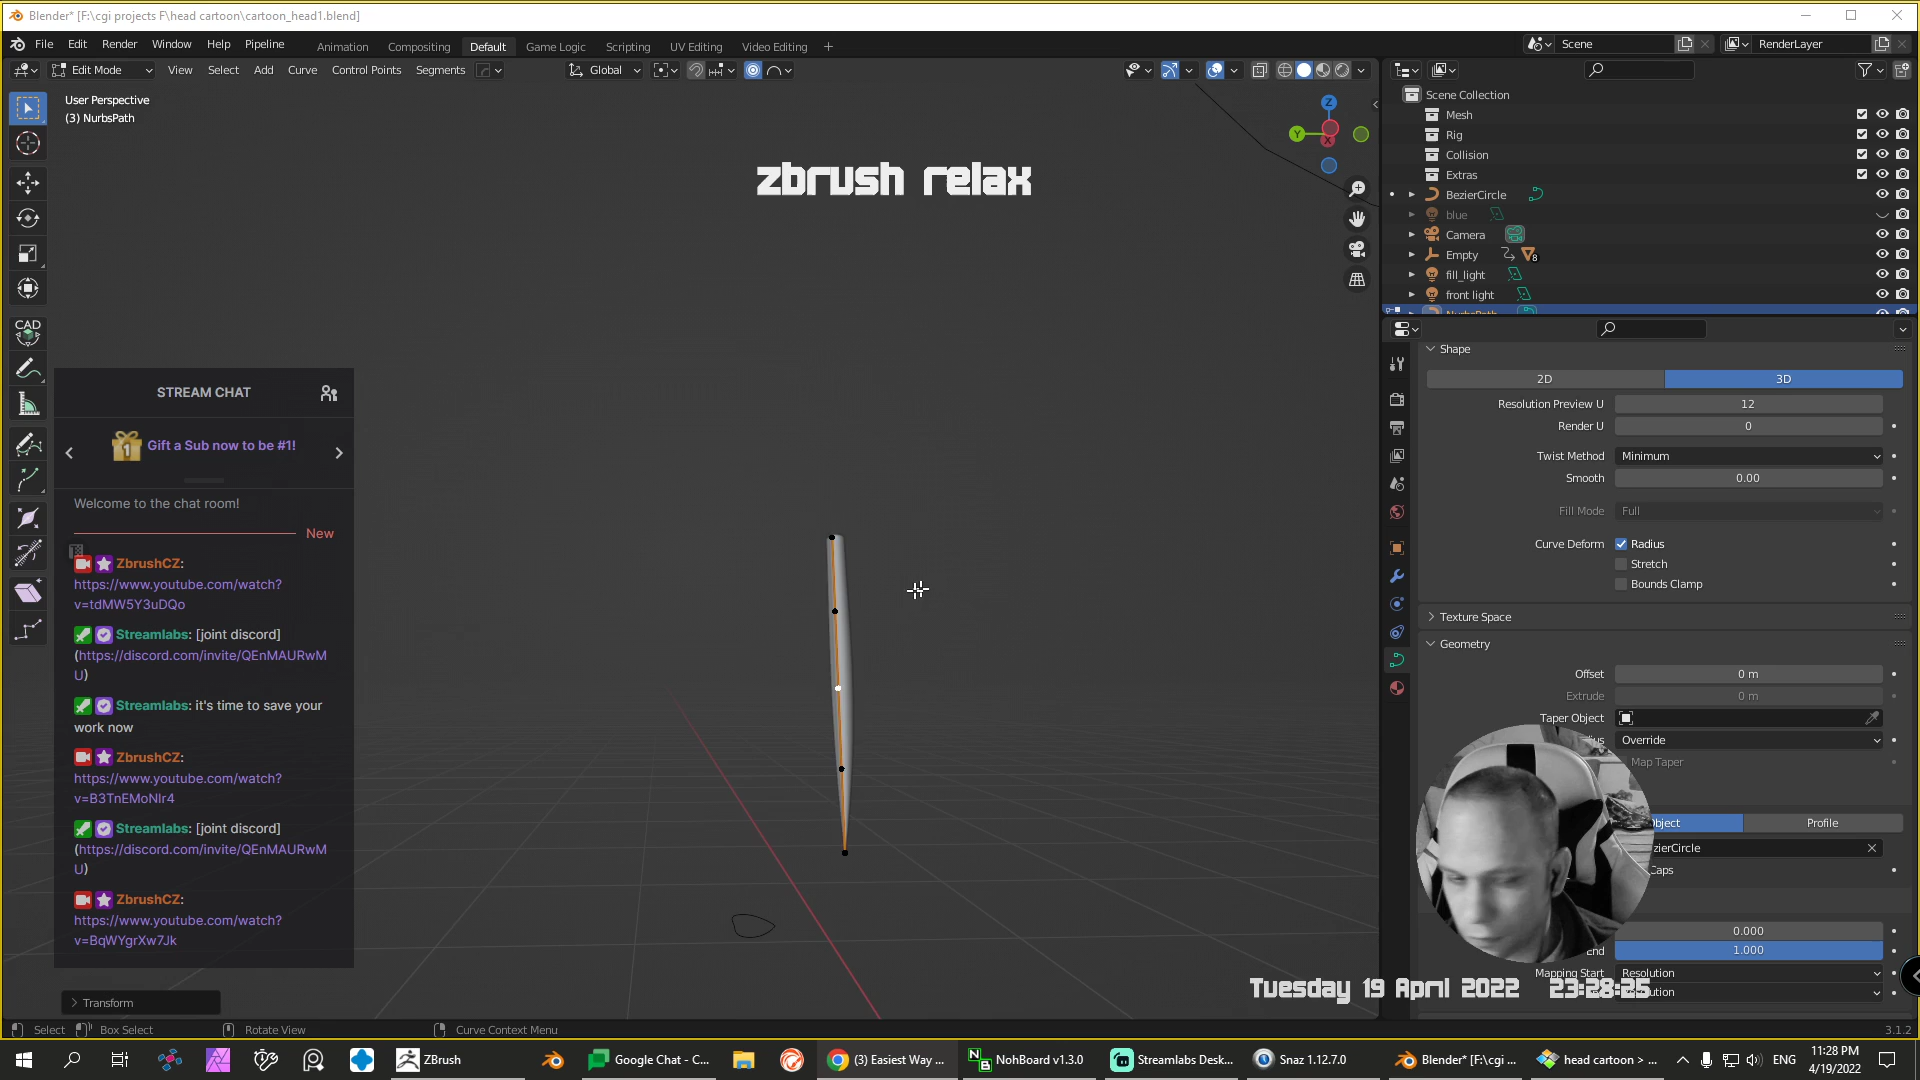 Blender* [F:\cgi projects F\head cartoon\cartoon_head1.blend]
File Edit Render Window Help Pipeline
Animation Compositing Default Game Logic Scripting UV Editing Video Editing +
Scene
RenderLayer
Edit Mode
View Select Add Curve Control Points Segments
Global
User Perspective
(3) NurbsPath
zbrush relax
CAD
Z
Y
X
Scene Collection
Mesh
Rig
Collision
Extras
BezierCircle
blue
Camera
Empty
8
fill_light
front light
NurbsPath
Shape
2D 3D
Resolution Preview U 12
Render U 0
Twist Method Minimum
Smooth 0.00
Fill Mode Full
Curve Deform Radius
Stretch
Bounds Clamp
Texture Space
Geometry
Offset 0 m
Extrude 0 m
Taper Object
Override
Map Taper
Profile
0.000
1.000
Mapping Start Resolution
STREAM CHAT
1 Gift a Sub now to be #1!
Welcome to the chat room!
New
ZbrushCZ:
https://www.youtube.com/watch?
v=tdMW5Y3uDQo
Streamlabs: [joint discord]
(https://discord.com/invite/QEnMAURwM
U)
Streamlabs: it's time to save your
work now
ZbrushCZ:
https://www.youtube.com/watch?
v=B3TnEMoNIr4
Streamlabs: [joint discord]
(https://discord.com/invite/QEnMAURwM
U)
ZbrushCZ:
https://www.youtube.com/watch?
v=BqWYgrXw7Jk
Transform
Tuesday 19 April 2022 23:28:25
Select Box Select Rotate View Curve Context Menu
3.1.2
ZBrush
Google Chat - C...
(3) Easiest Way ...
NohBoard v1.3.0
Streamlabs Desk...
Snaz 1.12.7.0
Blender* [F:\cgi ...
head cartoon > ...
ENG
11:28 PM
4/19/2022